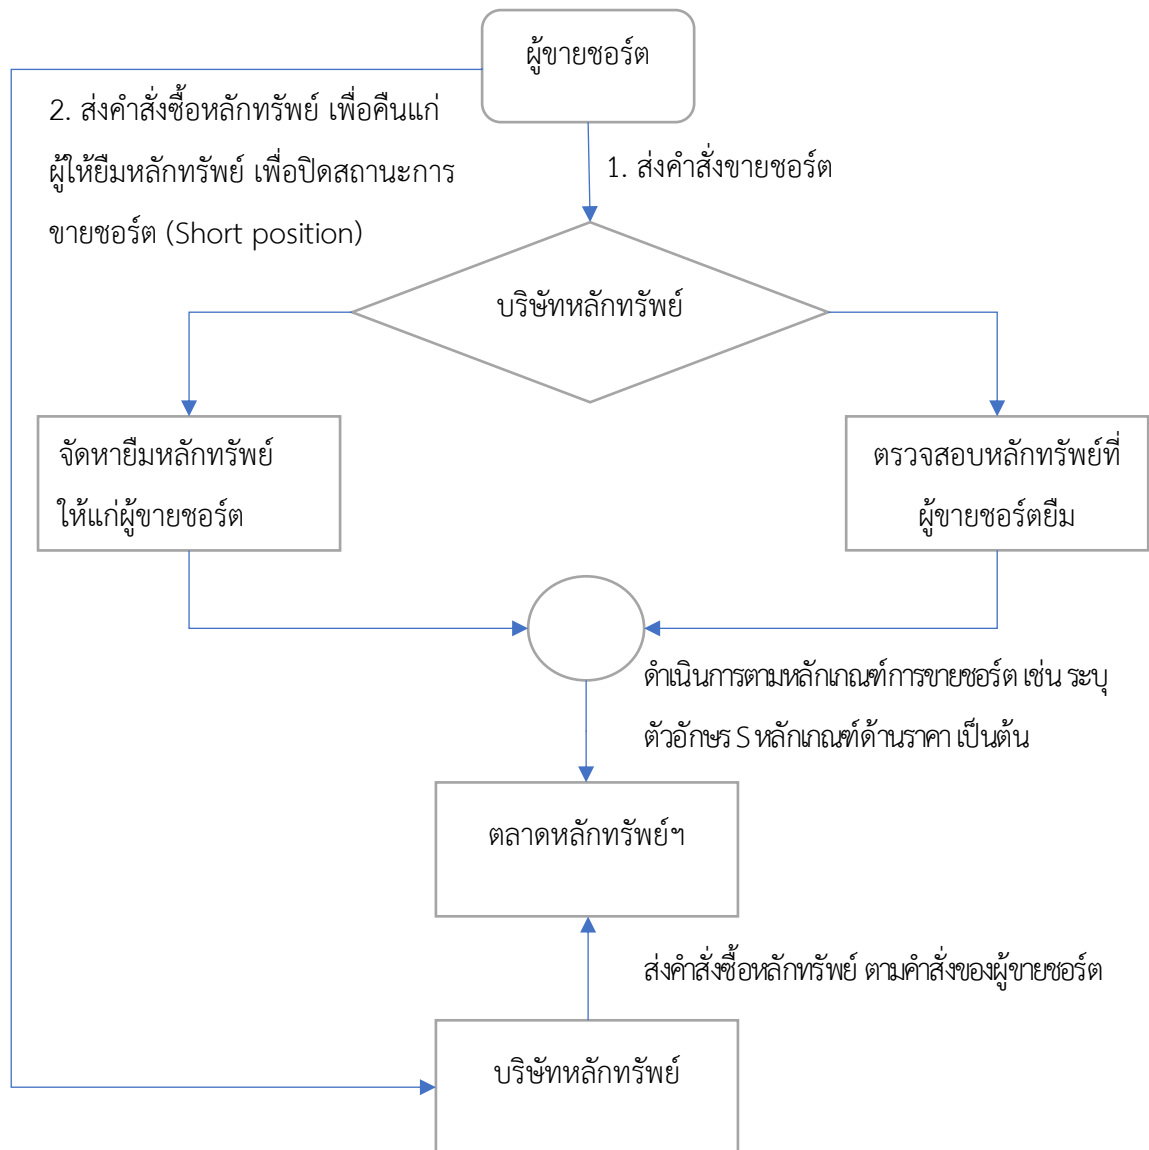 ผู้ขายชอร์ต
2. ส่งคำสั่งซื้อหลักทรัพย์ เพื่อคืนแก่
ผู้ให้ยืมหลักทรัพย์ เพื่อปิดสถานะการ
ขายชอร์ต (Short position)
1. ส่งคำสั่งขายชอร์ต
บริษัทหลักทรัพย์
จัดหายืมหลักทรัพย์
ให้แก่ผู้ขายชอร์ต
ตรวจสอบหลักทรัพย์ที่
ผู้ขายชอร์ตยืม
ดำเนินการตามหลักเกณฑ์การขายชอร์ต เช่น ระบุ
ตัวอักษร S หลักเกณฑ์ด้านราคา เป็นต้น
ตลาดหลักทรัพย์ฯ
ส่งคำสั่งซื้อหลักทรัพย์ ตามคำสั่งของผู้ขายชอร์ต
บริษัทหลักทรัพย์